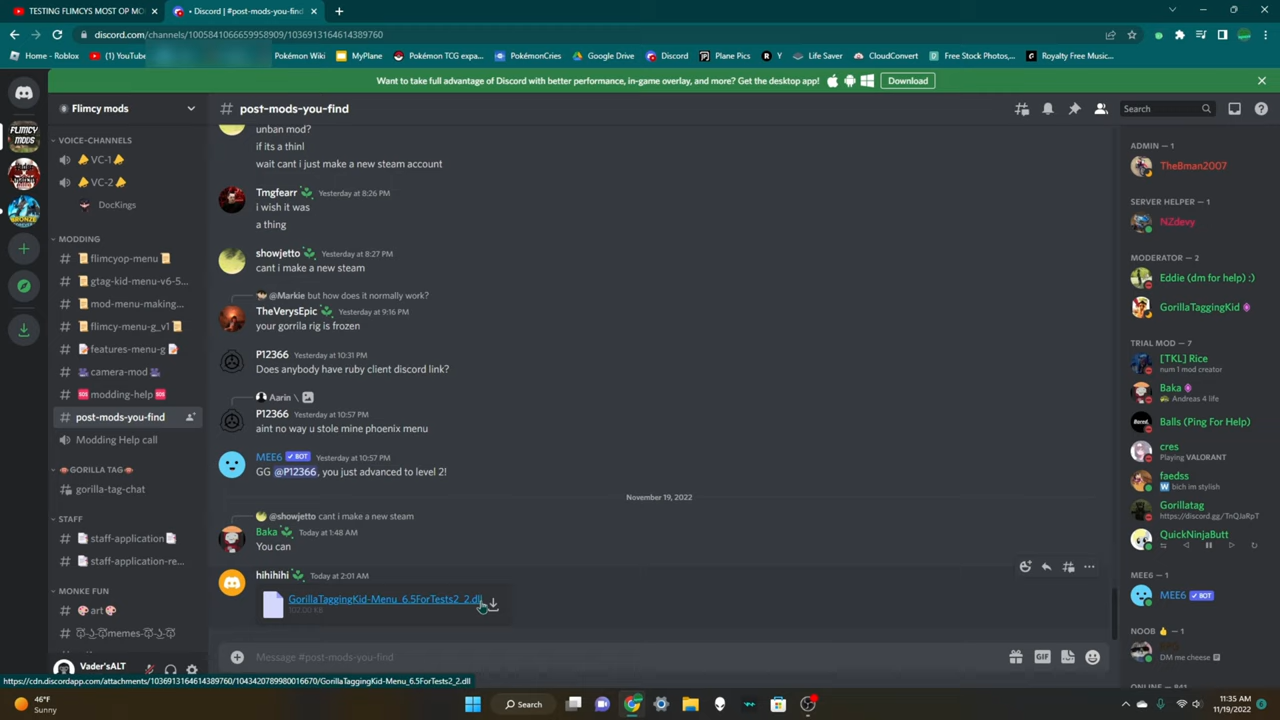 TESTING FLIMCYS MOST OP MO
Discord | #post-mods-you-find
discord.com/channels/1005841066659958909/1036913164614389760
Home - Roblox
(1) YouTube
Pokémon Wiki
MyPlane
Pokémon TCG expa...
PokémonCries
Google Drive
Discord
Plane Pics
R Y
Life Saver
CloudConvert
Free Stock Photos,...
Royalty Free Music...
Want to take full advantage of Discord with better performance, in-game overlay, and more? Get the desktop app!
Download
Flimcy mods
post-mods-you-find
Search
FLIMCY MODS
VOICE-CHANNELS
VC-1
VC-2
DocKings
MODDING
flimcyop-menu
gtag-kid-menu-v6-5...
mod-menu-making...
flimcy-menu-g_v1
features-menu-g
camera-mod
modding-help
post-mods-you-find
Modding Help call
GORILLA TAG
gorilla-tag-chat
STAFF
staff-application
staff-application-re...
MONKE FUN
art
memes
Vader'sALT
unban mod?
if its a thinl
wait cant i just make a new steam account
Tmgfearr Yesterday at 8:26 PM
i wish it was
a thing
showjetto Yesterday at 8:27 PM
cant i make a new steam
@Markie but how does it normally work?
TheVerysEpic Yesterday at 9:16 PM
your gorrila rig is frozen
P12366 Yesterday at 10:31 PM
Does anybody have ruby client discord link?
Aarin \
P12366 Yesterday at 10:57 PM
aint no way u stole mine phoenix menu
MEE6 BOT Yesterday at 10:57 PM
GG @P12366, you just advanced to level 2!
November 19, 2022
@showjetto cant i make a new steam
Baka Today at 1:48 AM
You can
hihihihi Today at 2:01 AM
GorillaTaggingKid-Menu_6.5ForTests2_2.dll
102.00 KB
Message #post-mods-you-find
GIF
ADMIN — 1
TheBman2007
SERVER HELPER — 1
NZdevy
MODERATOR — 2
Eddie (dm for help) :)
GorillaTaggingKid
TRIAL MOD — 7
[TKL] Rice
num 1 mod creator
Baka
Andreas 4 life
Balls (Ping For Help)
cres
Playing VALORANT
faedss
W bich im stylish
Gorillatag
https://discord.gg/TnQJaRpT
QuickNinjaButt
MEE6 — 1
MEE6 BOT
NOOB — 1
DM me cheese
https://cdn.discordapp.com/attachments/1036913164614389760/1043420789980016670/GorillaTaggingKid-Menu_6.5ForTests2_2.dll
46°F
Sunny
Search
11:35 AM
11/19/2022